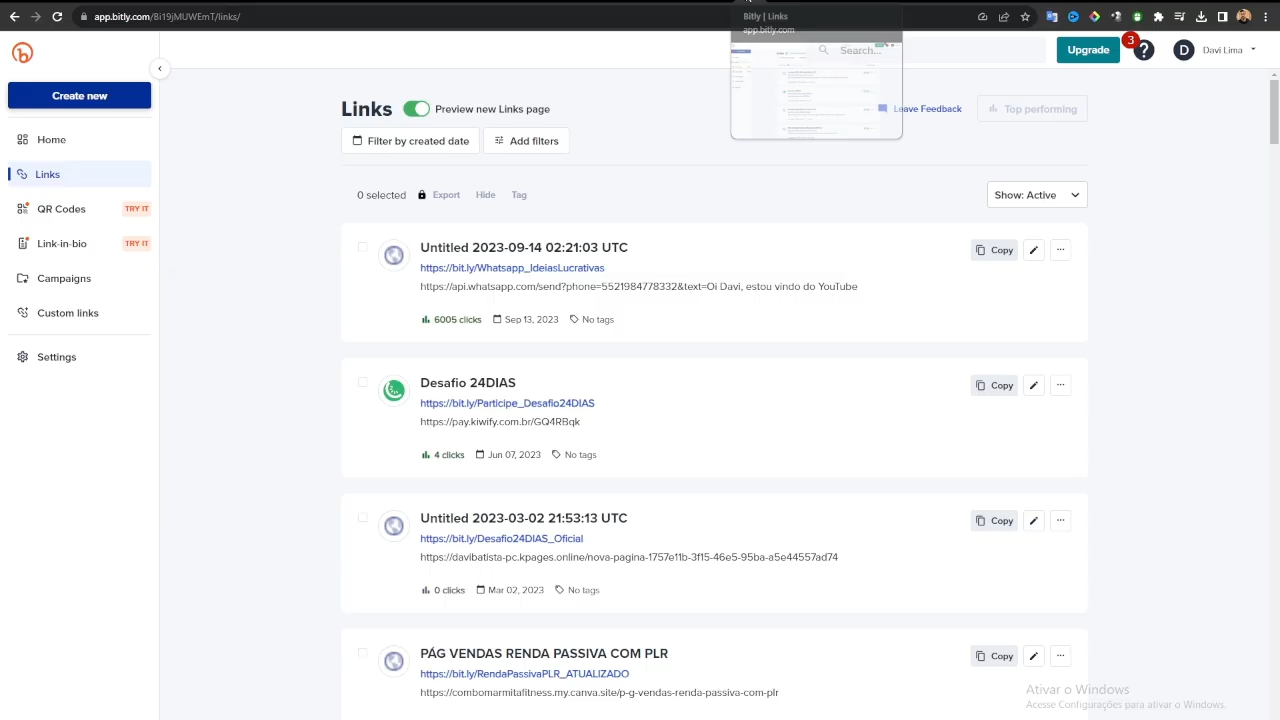 app.bitly.com/Bi19jMUWEmT/links/
Bitly | Links
app.bitly.com
Search...
Upgrade
3
?
D
Davi Lima
Create new
Home
Links
QR Codes
TRY IT
Link-in-bio
TRY IT
Campaigns
Custom links
Settings
Links
Preview new Links page
Leave Feedback
Top performing
Filter by created date
Add filters
0 selected
Export
Hide
Tag
Show: Active
Untitled 2023-09-14 02:21:03 UTC
Copy
https://bit.ly/Whatsapp_IdeiasLucrativas
https://api.whatsapp.com/send?phone=5521984778332&text=Oi Davi, estou vindo do YouTube
6005 clicks
Sep 13, 2023
No tags
Desafio 24DIAS
Copy
https://bit.ly/Participe_Desafio24DIAS
https://pay.kiwify.com.br/GQ4RBqk
4 clicks
Jun 07, 2023
No tags
Untitled 2023-03-02 21:53:13 UTC
Copy
https://bit.ly/Desafio24DIAS_Oficial
https://davibatista-pc.kpages.online/nova-pagina-1757e11b-3f15-46e5-95ba-a5e44557ad74
0 clicks
Mar 02, 2023
No tags
PÁG VENDAS RENDA PASSIVA COM PLR
Copy
https://bit.ly/RendaPassivaPLR_ATUALIZADO
https://combomarmitafitness.my.canva.site/p-g-vendas-renda-passiva-com-plr
Ativar o Windows
Acesse Configurações para ativar o Windows.